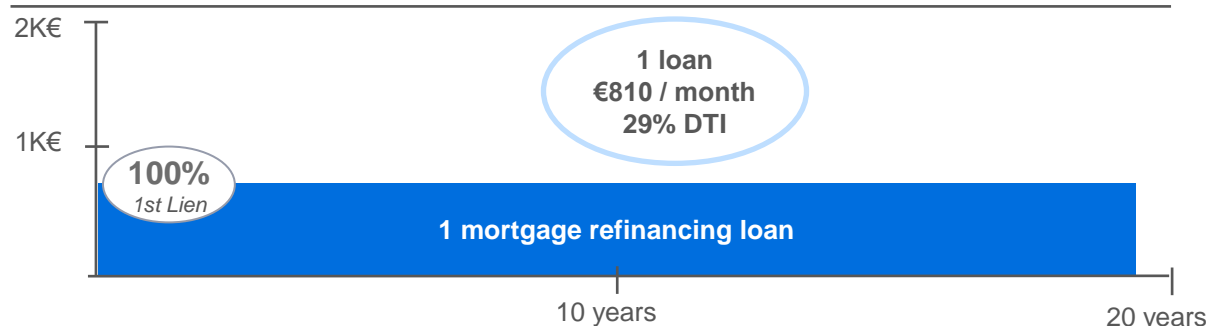 2K€
1 loan
€810 / month
29% DTI
1K€
100%
1st Lien
1 mortgage refinancing loan
10 years
20 years